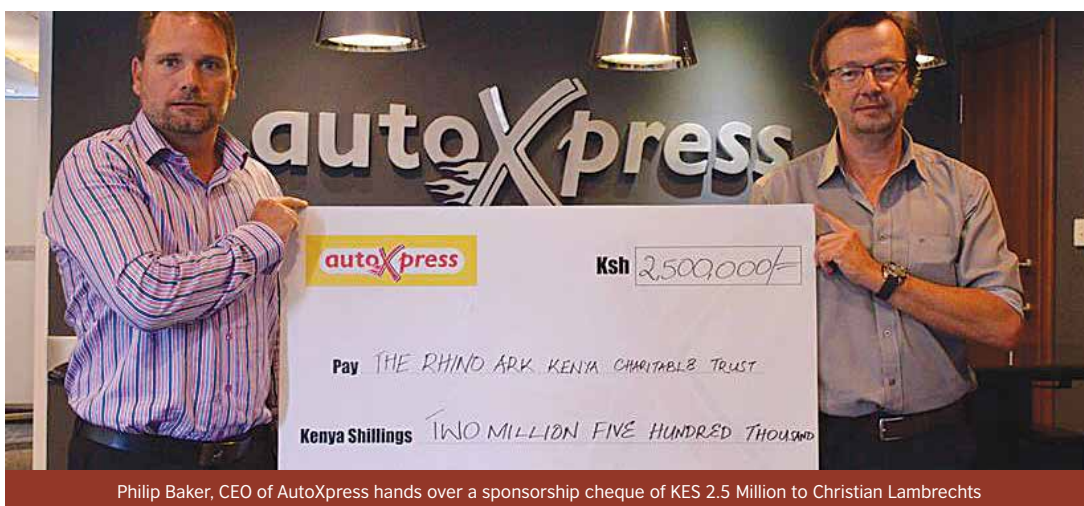 autoXpress
autoXpress
Ksh 2,500,000/=
Pay THE RHINO ARK KENYA CHARITABLE TRUST
Kenya Shillings TWO MILLION FIVE HUNDRED THOUSAND
Philip Baker, CEO of AutoXpress hands over a sponsorship cheque of KES 2.5 Million to Christian Lambrechts